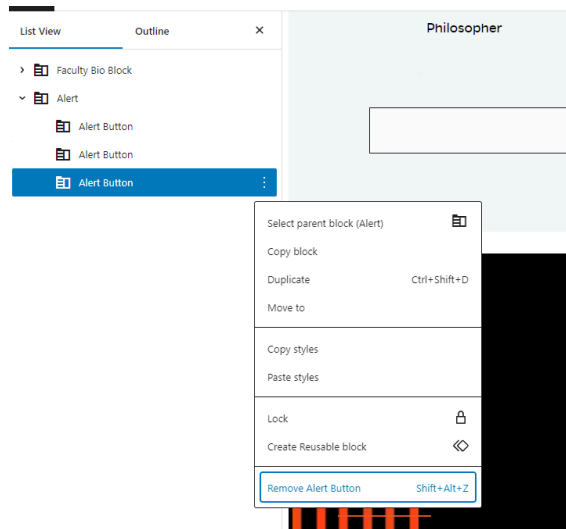 List View Outline ×
Philosopher
Faculty Bio Block
Alert
Alert Button
Alert Button
Alert Button
Select parent block (Alert)
Copy block
Duplicate Ctrl+Shift+D
Move to
Copy styles
Paste styles
Lock
Create Reusable block
Remove Alert Button Shift+Alt+Z